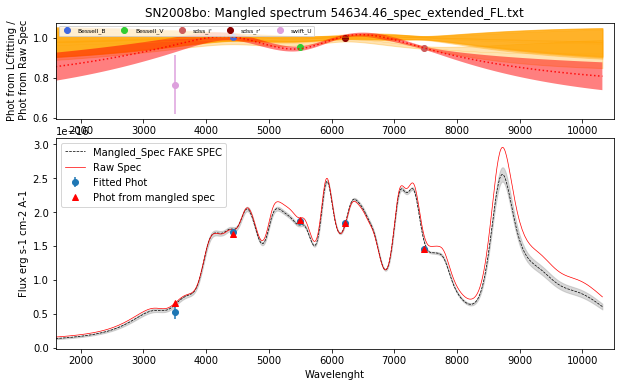 SN2008bo: Mangled spectrum 54634.46_spec_extended_FL.txt
Phot from LCfitting /
Phot from Raw Spec
1.0
0.8
0.6
Bessell_B Bessell_V sdss_i' sdss_r' swift_U
2000 3000 4000 5000 6000 7000 8000 9000 10000
1e−16
Flux erg s-1 cm-2 A-1
3.0
2.5
2.0
1.5
1.0
0.5
0.0
Mangled_Spec FAKE SPEC
Raw Spec
Fitted Phot
Phot from mangled spec
2000 3000 4000 5000 6000 7000 8000 9000 10000
Wavelenght